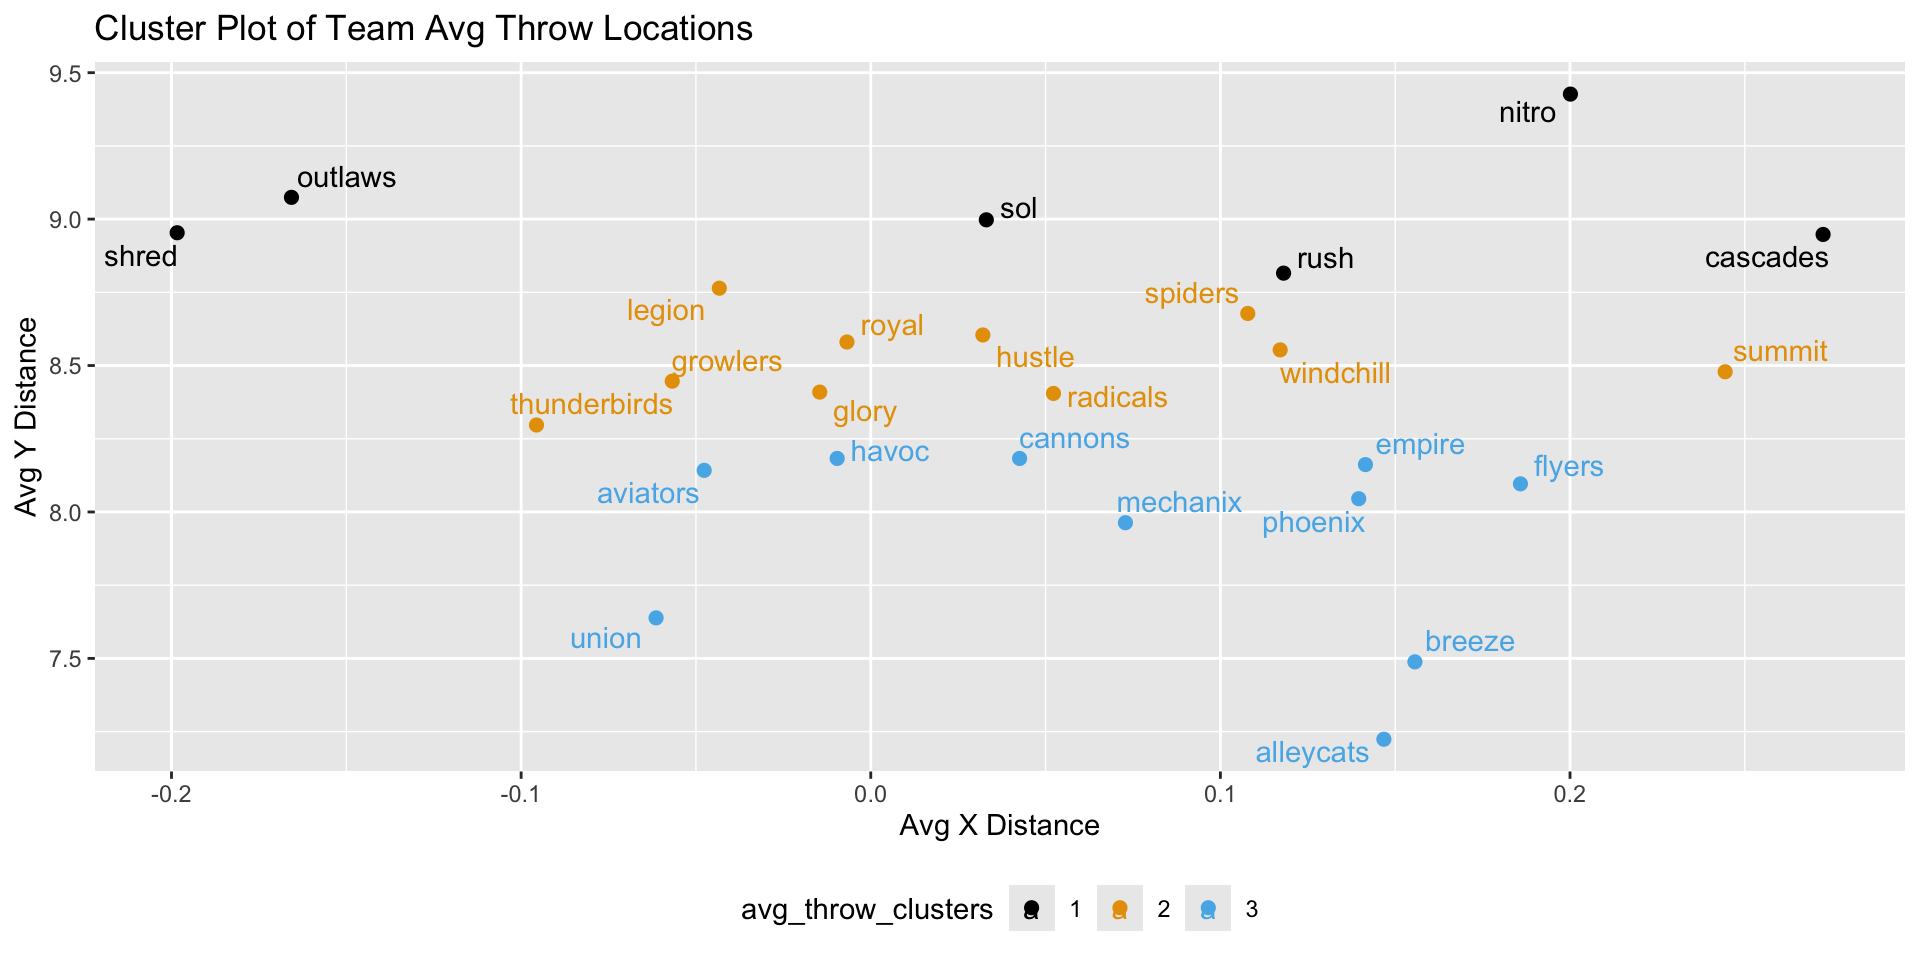 Cluster Plot of Team Avg Throw Locations
9.5
nitro
outlaws
9.0
sol
shred
rush
cascades
spiders
legion
royal
hustle
summit
8.5
growlers
windchill
thunderbirds
radicals
glory
cannons
empire
havoc
flyers
aviators
mechanix
8.0
phoenix
union
breeze
7.5
alleycats
Avg Y Distance
-0.2
-0.1
0.0
0.1
0.2
Avg X Distance
avg_throw_clusters a 1 a 2 a 3